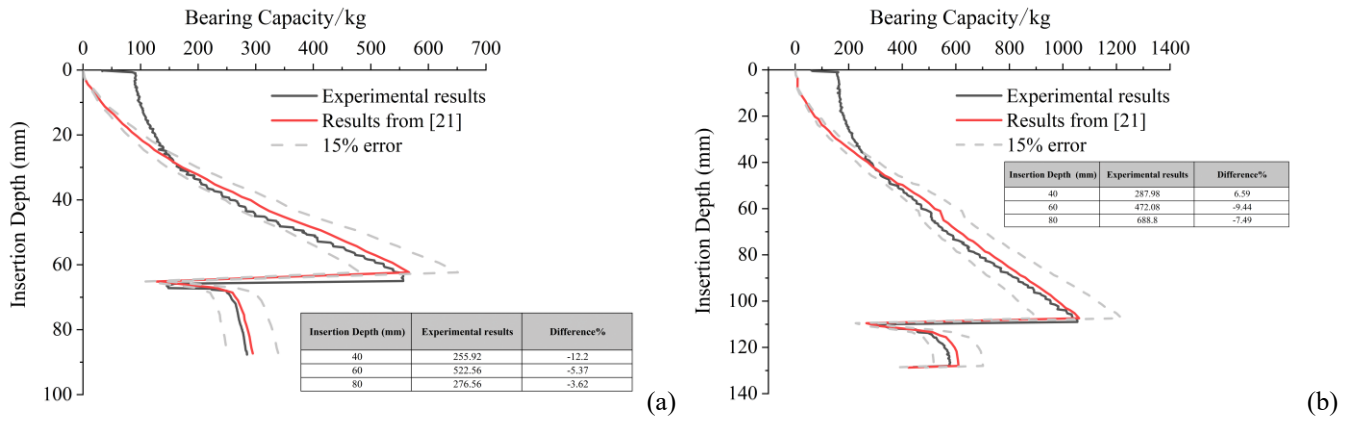 Bearing Capacity/kg
0 100 200 300 400 500 600 700
0
20
40
60
80
100
Insertion Depth (mm)
Experimental results
Results from [21]
15% error
Insertion Depth (mm) Experimental results Difference%
40 255.92 -12.2
60 522.56 -5.37
80 276.56 -3.62
(a)
Bearing Capacity/kg
0 200 400 600 800 1000 1200 1400
0
20
40
60
80
100
120
140
Insertion Depth (mm)
Experimental results
Results from [21]
15% error
Insertion Depth (mm) Experimental results Difference%
40 287.98 6.59
60 472.08 -9.44
80 688.8 -7.49
(b)